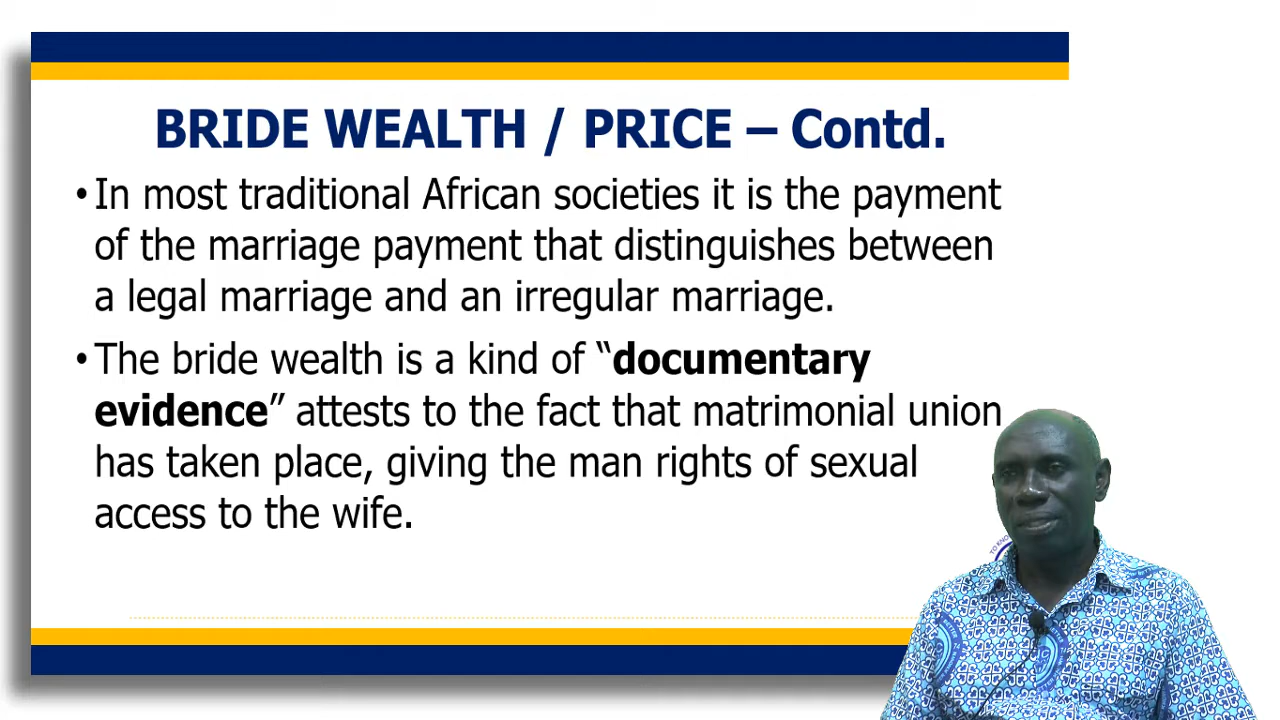 BRIDE WEALTH / PRICE – Contd.
• In most traditional African societies it is the payment
of the marriage payment that distinguishes between
a legal marriage and an irregular marriage.
• The bride wealth is a kind of “documentary
evidence” attests to the fact that matrimonial union
has taken place, giving the man rights of sexual
access to the wife.
TO KNO